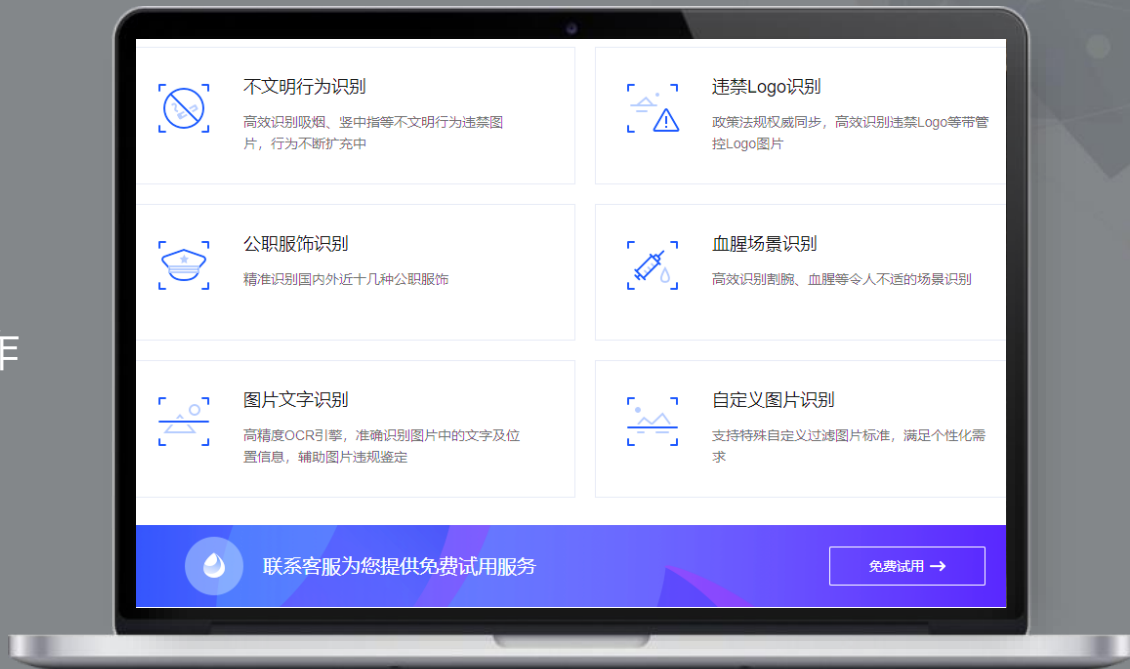 不文明行为识别
高效识别吸烟、竖中指等不文明行为违禁图
片，行为不断扩充中
违禁Logo识别
政策法规权威同步，高效识别违禁Logo等带管
控Logo图片
公职服饰识别
精准识别国内外近十几种公职服饰
血腥场景识别
高效识别割腕、血腥等令人不适的场景识别
图片文字识别
高精度OCR引擎，准确识别图片中的文字及位
置信息，辅助图片违规鉴定
自定义图片识别
支持特殊自定义过滤图片标准，满足个性化需
求
联系客服为您提供免费试用服务
免费试用 →